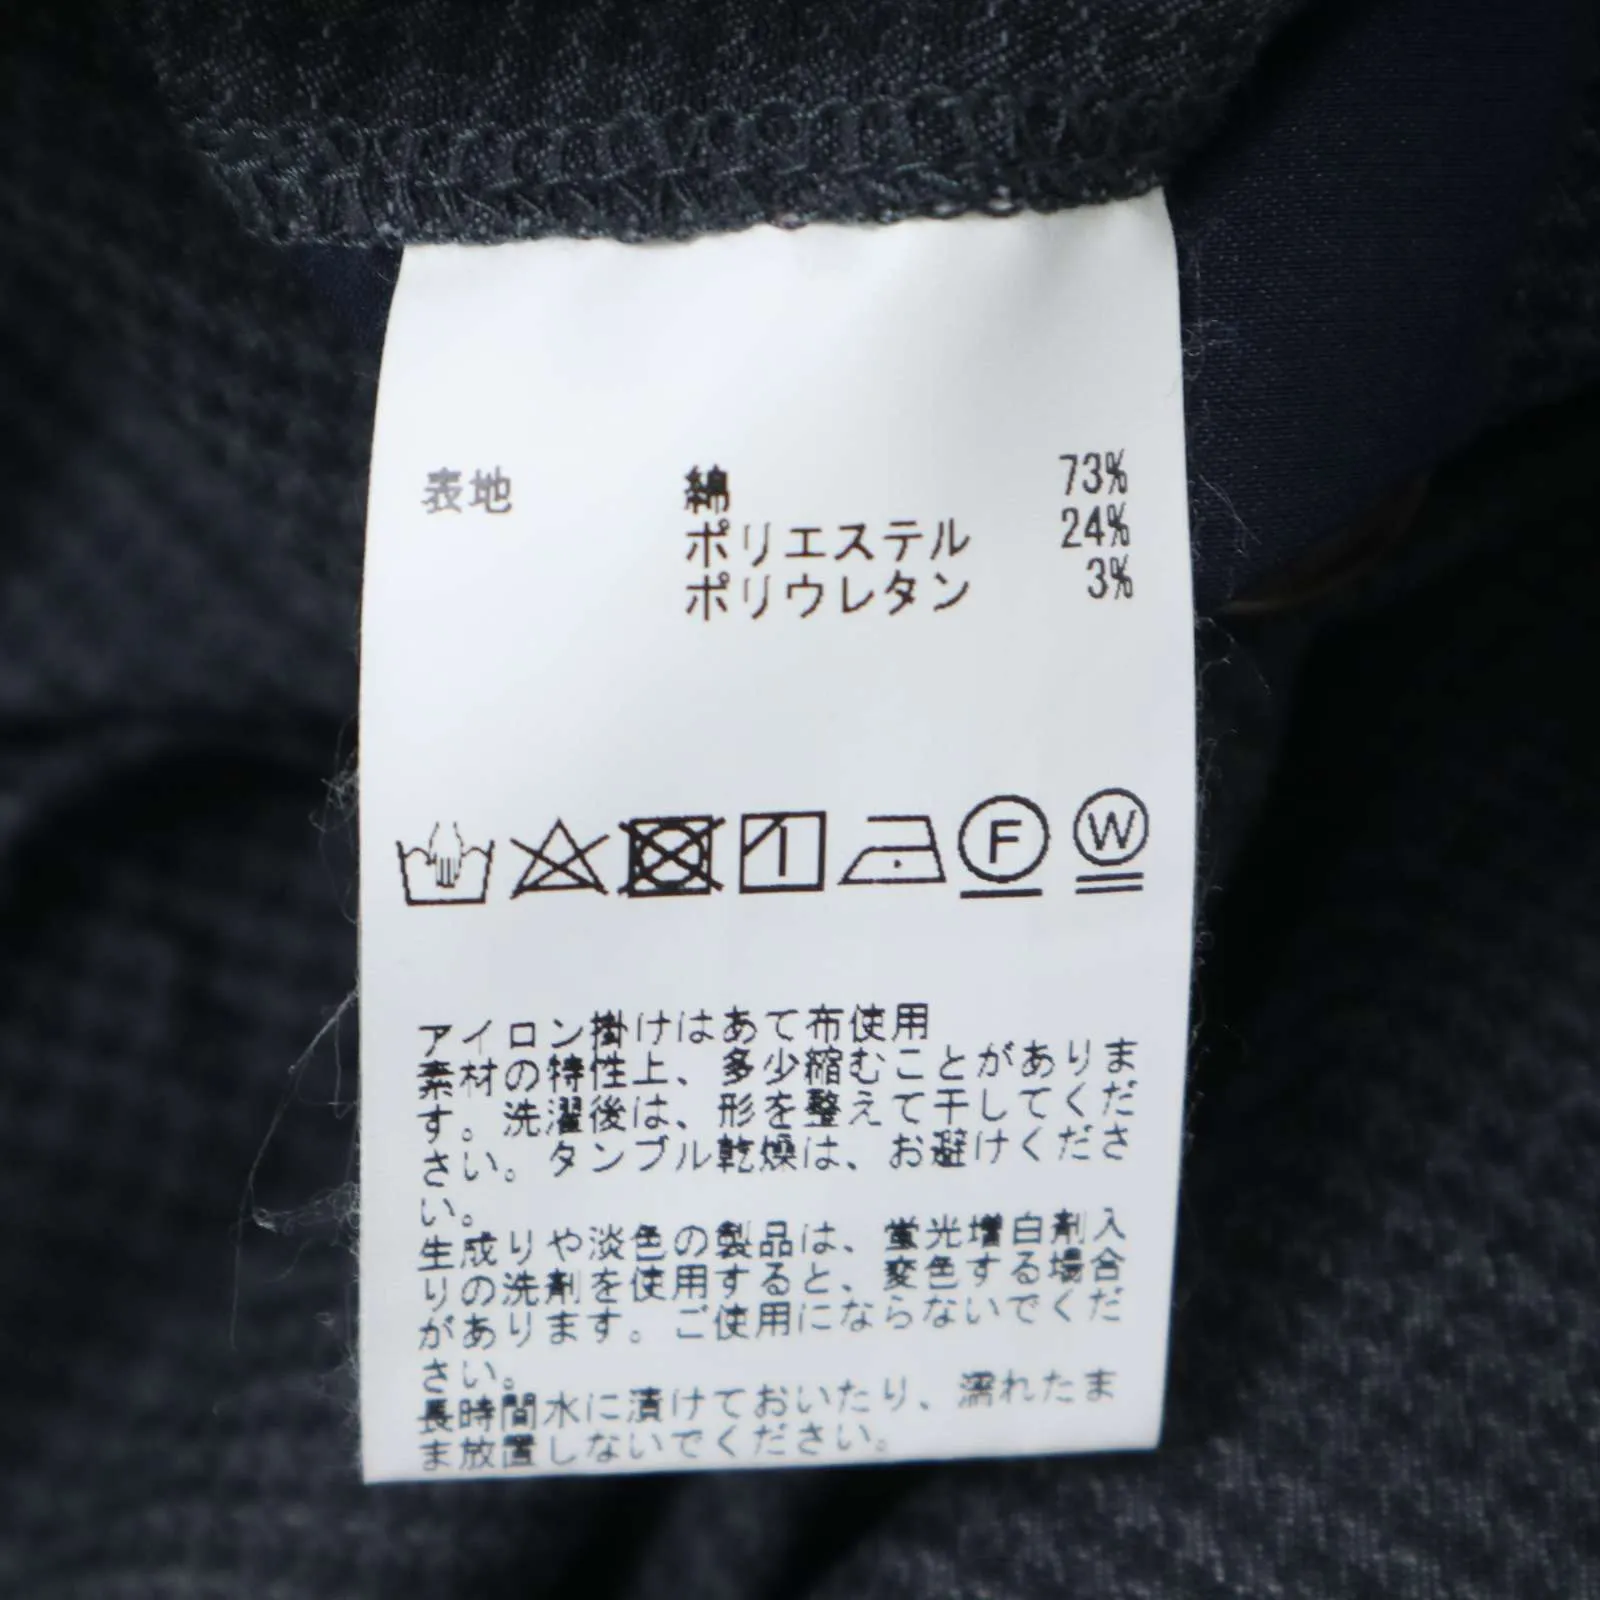 表地 綿 73%
ポリエステル 24%
ポリウレタン 3%
F W
アイロン掛けはあて布使用
素材の特性上、多少縮むことがありま
す。洗濯後は、形を整えて干してくだ
さい。タンブル乾燥は、お避けくださ
い。
生成りや淡色の製品は、蛍光増白剤入
りの洗剤を使用すると、変色する場合
があります。ご使用にならないでくだ
さい。
長時間水に漬けておいたり、濡れたま
ま放置しないでください。